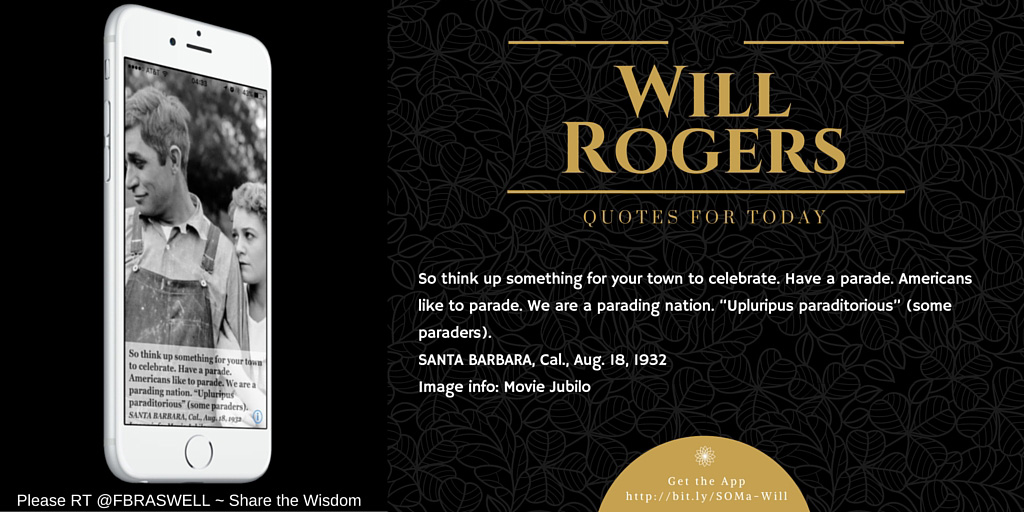 AT&T
Will
Rogers
QUOTES FOR TODAY
So think up something for your town to celebrate. Have a parade. Americans
like to parade. We are a parading nation. “Upluripus paraditorious” (some
paraders).
SANTA BARBARA, Cal., Aug. 18, 1932
Image info: Movie Jubilo
So think up something for your town
to celebrate. Have a parade.
Americans like to parade. We are a
parading nation. “Upluripus
paraditorious” (some paraders).
SANTA BARBARA, Cal., Aug. 18, 1932
Get the App
http://bit.ly/SOMa-Will
Please RT @FBRASWELL ~ Share the Wisdom